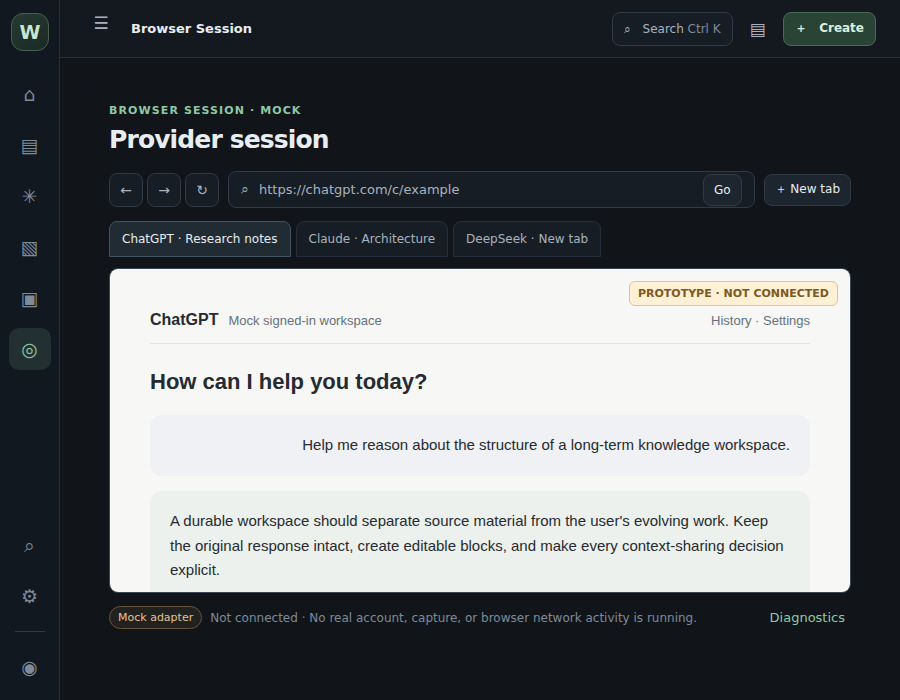 W
Browser Session
Search Ctrl K
+ Create
BROWSER SESSION · MOCK
Provider session
← → ↻
https://chatgpt.com/c/example
Go
+ New tab
ChatGPT · Research notes
Claude · Architecture
DeepSeek · New tab
PROTOTYPE · NOT CONNECTED
ChatGPT Mock signed-in workspace
History · Settings
How can I help you today?
Help me reason about the structure of a long-term knowledge workspace.
A durable workspace should separate source material from the user's evolving work. Keep
the original response intact, create editable blocks, and make every context-sharing decision
explicit.
Mock adapter
Not connected · No real account, capture, or browser network activity is running.
Diagnostics